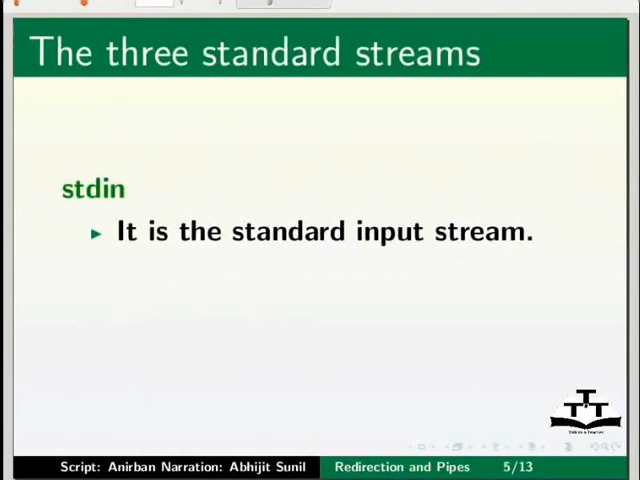 The three standard streams
stdin
It is the standard input stream.
TTT
Script: Anirban Narration: Abhijit Sunil Redirection and Pipes 5/13